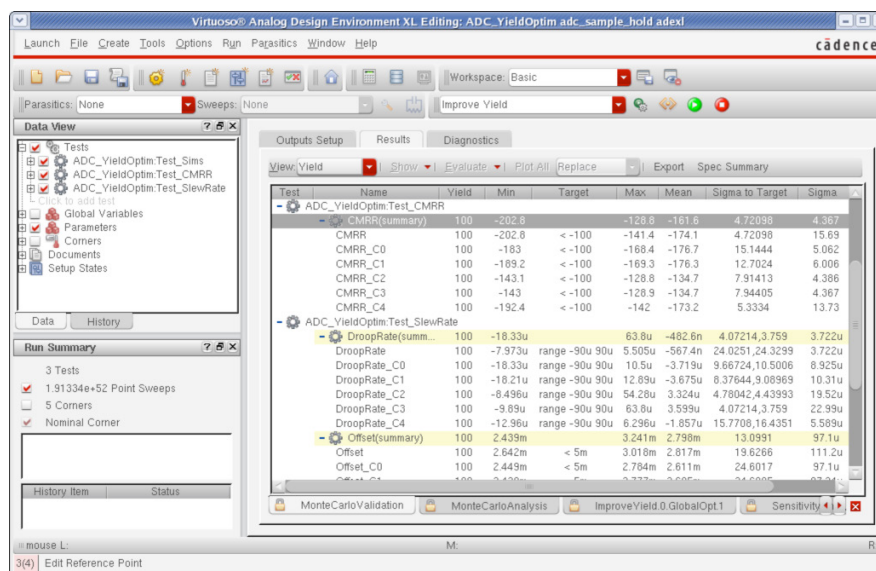 Virtuoso® Analog Design Environment XL Editing: ADC_YieldOptim adc_sample_hold adexl
Launch File Create Tools Options Run Parasitics Window Help
cādence
Workspace: Basic
Parasitics: None Sweeps: None Improve Yield
Data View
Tests
ADC_YieldOptim:Test_Sims
ADC_YieldOptim:Test_CMRR
ADC_YieldOptim:Test_SlewRate
Click to add test
Global Variables
Parameters
Corners
Documents
Setup States
Data History
Run Summary
3 Tests
1.91334e+52 Point Sweeps
5 Corners
Nominal Corner
History Item Status
Outputs Setup Results Diagnostics
View: Yield Show Evaluate Plot All Replace Export Spec Summary
Test Name Yield Min Target Max Mean Sigma to Target Sigma
ADC_YieldOptim:Test_CMRR
CMRR(summary) 100 -202.8 -128.8 -161.6 4.72098 4.367
CMRR 100 -202.8 < -100 -141.4 -174.1 4.72098 15.69
CMRR_C0 100 -183 < -100 -168.4 -176.7 15.1444 5.062
CMRR_C1 100 -189.2 < -100 -169.3 -176.3 12.7024 6.006
CMRR_C2 100 -143.1 < -100 -128.8 -134.7 7.91413 4.386
CMRR_C3 100 -143 < -100 -128.9 -134.7 7.94405 4.367
CMRR_C4 100 -192.4 < -100 -142 -173.2 5.3334 13.73
ADC_YieldOptim:Test_SlewRate
DroopRate(summ... 100 -18.33u 63.8u -482.6n 4.07214,3.759 3.722u
DroopRate 100 -7.973u range -90u 90u 5.505u -567.4n 24.0251,24.3299 3.722u
DroopRate_C0 100 -18.33u range -90u 90u 10.5u -3.719u 9.66724,10.5006 8.925u
DroopRate_C1 100 -18.21u range -90u 90u 12.89u -3.675u 8.37644,9.08969 10.31u
DroopRate_C2 100 -8.496u range -90u 90u 54.28u 3.324u 4.78042,4.43993 19.52u
DroopRate_C3 100 -9.89u range -90u 90u 63.8u 3.599u 4.07214,3.759 22.99u
DroopRate_C4 100 -12.96u range -90u 90u 6.296u -1.857u 15.7708,16.4351 5.589u
Offset(summary) 100 2.439m 3.241m 2.798m 13.0991 97.1u
Offset 100 2.642m < 5m 3.018m 2.817m 19.6266 111.2u
Offset_C0 100 2.449m < 5m 2.784m 2.611m 24.6017 97.1u
MonteCarloValidation MonteCarloAnalysis ImproveYield.0.GlobalOpt.1 Sensitivity
mouse L: M: R
3(4) Edit Reference Point